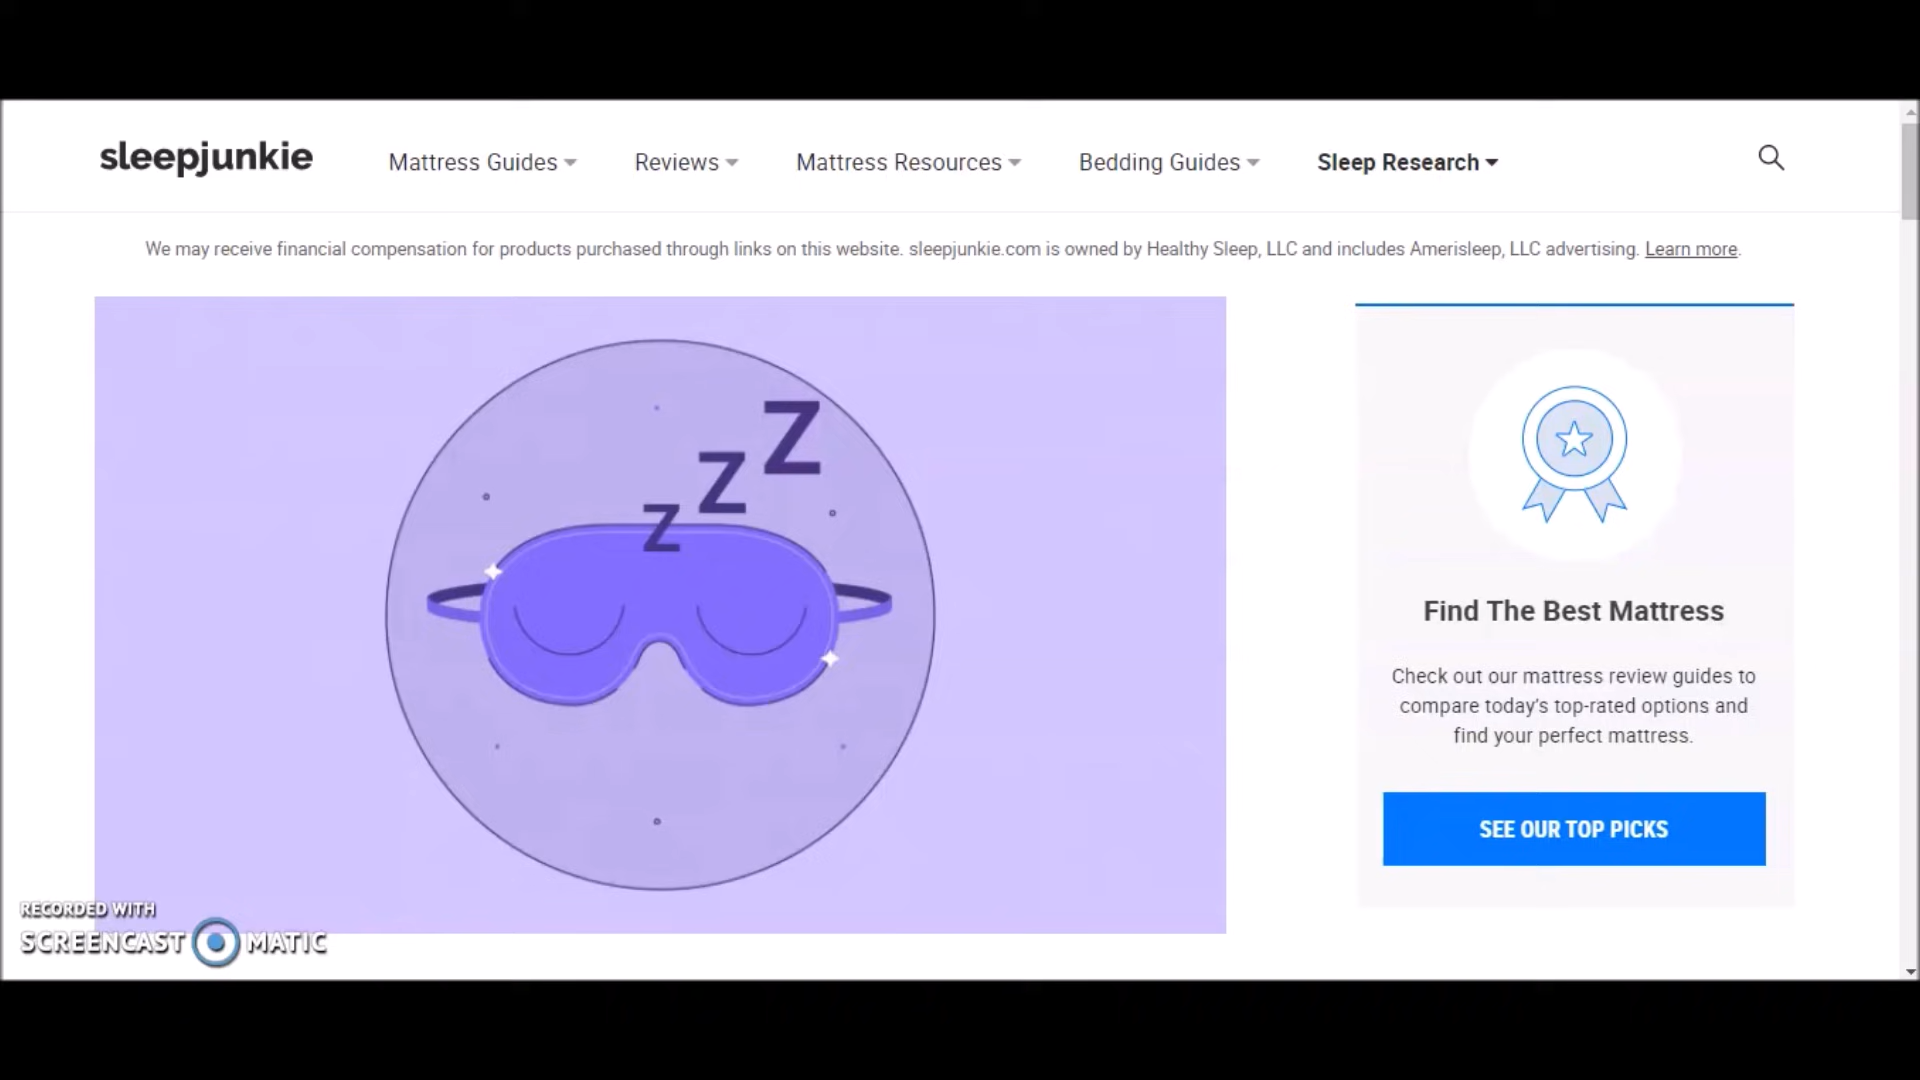 sleepjunkie
Mattress Guides
Reviews
Mattress Resources
Bedding Guides
Sleep Research
We may receive financial compensation for products purchased through links on this website. sleepjunkie.com is owned by Healthy Sleep, LLC and includes Amerisleep, LLC advertising. Learn more.
Z
Z
Z
Find The Best Mattress
Check out our mattress review guides to
compare today's top-rated options and
find your perfect mattress.
SEE OUR TOP PICKS
RECORDED WITH
SCREENCAST MATIC